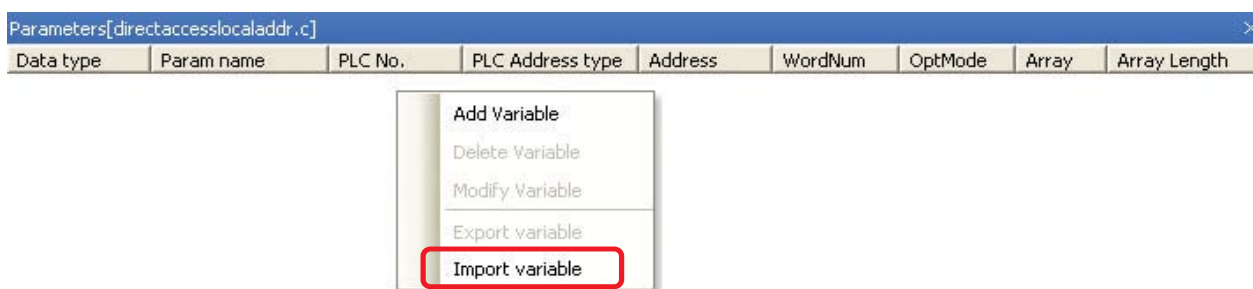 Parameters[directaccesslocaladdr.c]
Data type Param name PLC No. PLC Address type Address WordNum OptMode Array Array Length
Add Variable
Delete Variable
Modify Variable
Export variable
Import variable